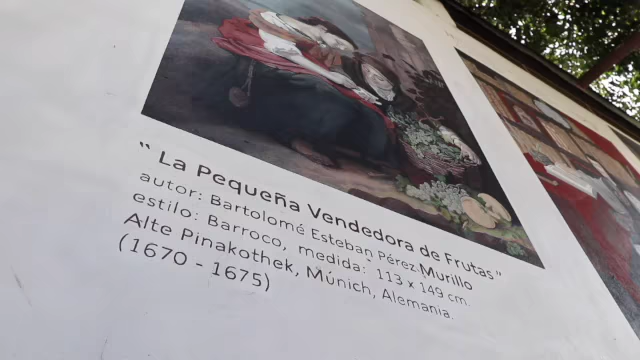 " La Pequeña Vendedora de Frutas"
autor: Bartolomé Esteban Pérez Murillo
estilo: Barroco, medida: 113 x 149 cm.
Alte Pinakothek, Múnich, Alemania.
(1670 - 1675)